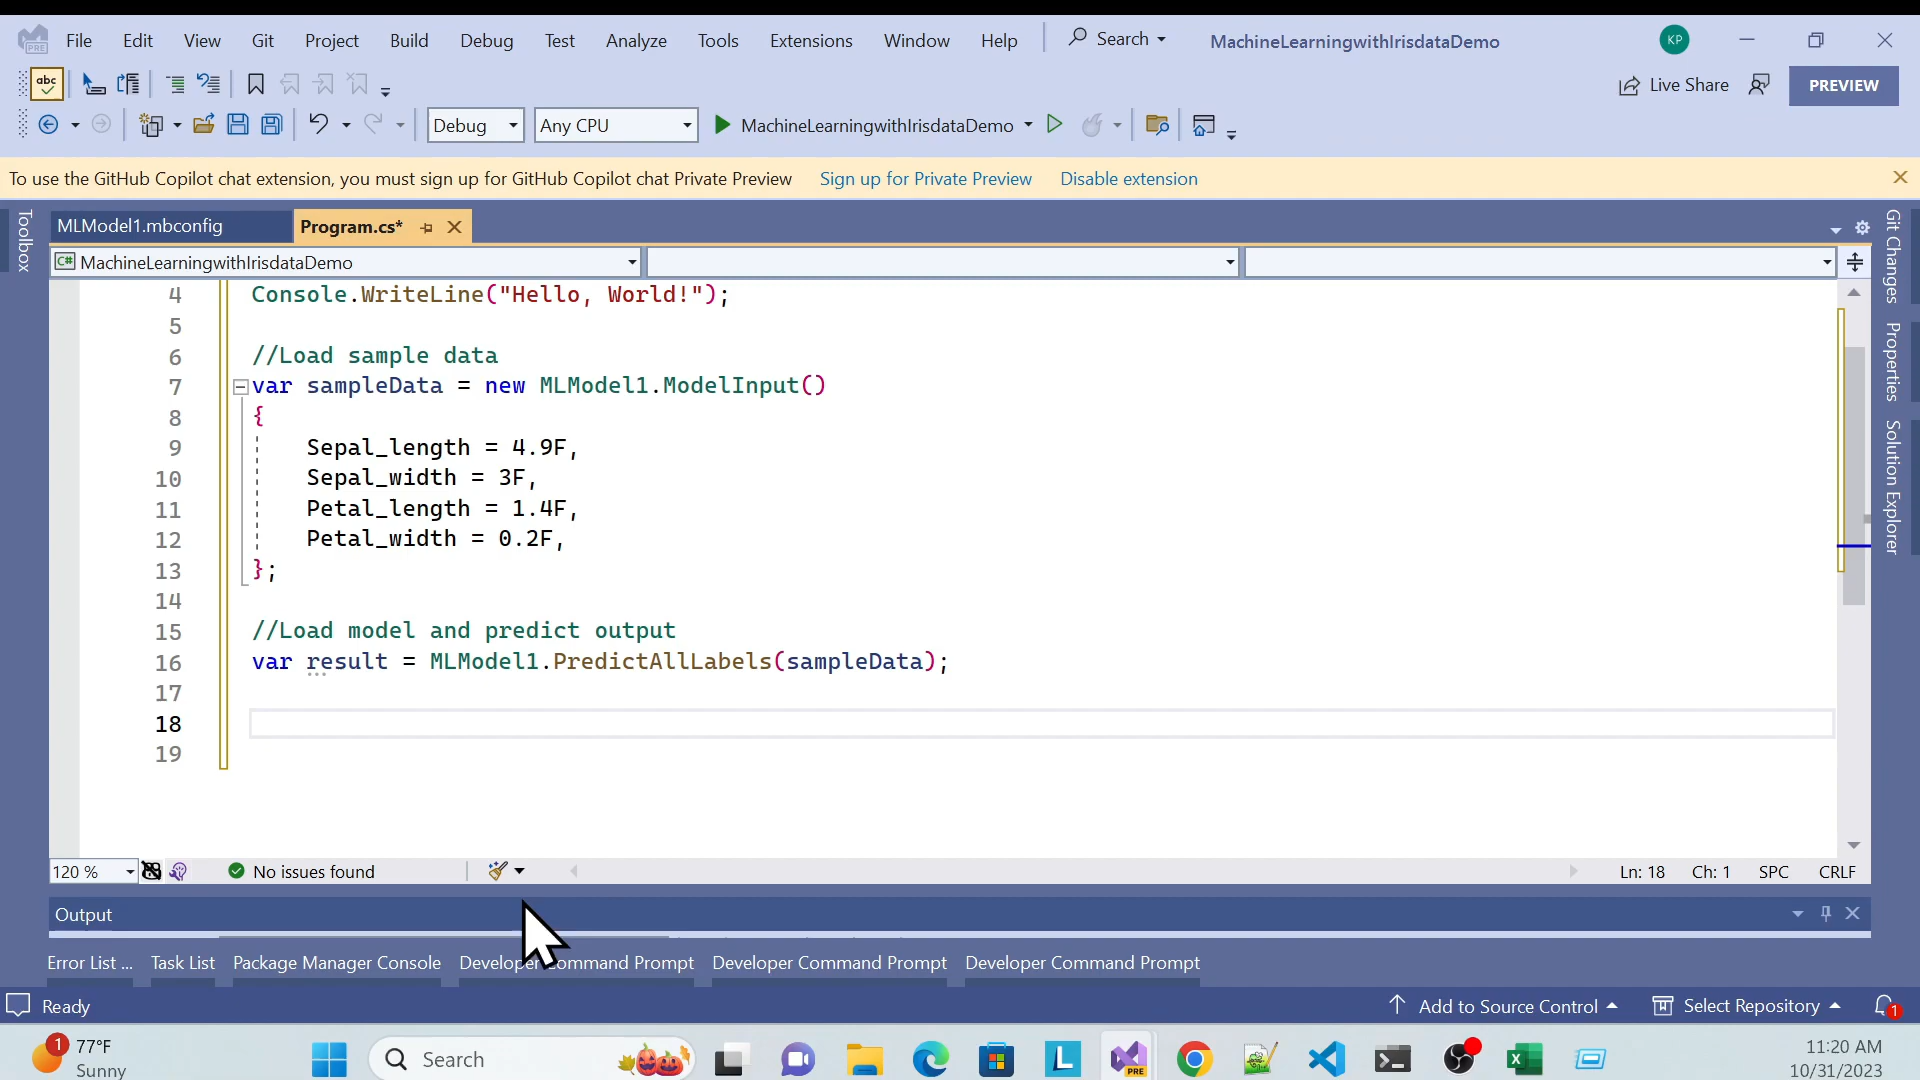 File Edit View Git Project Build Debug Test Analyze Tools Extensions Window Help Search MachineLearningwithIrisdataDemo KP
abc Live Share PREVIEW
Debug Any CPU MachineLearningwithIrisdataDemo
To use the GitHub Copilot chat extension, you must sign up for GitHub Copilot chat Private Preview Sign up for Private Preview Disable extension
Toolbox
MLModel1.mbconfig Program.cs*
C# MachineLearningwithIrisdataDemo
4 Console.WriteLine("Hello, World!");
5
6 //Load sample data
7 var sampleData = new MLModel1.ModelInput()
8 {
9 Sepal_length = 4.9F,
10 Sepal_width = 3F,
11 Petal_length = 1.4F,
12 Petal_width = 0.2F,
13 };
14
15 //Load model and predict output
16 var result = MLModel1.PredictAllLabels(sampleData);
17
18
19
Git Changes
Properties
Solution Explorer
120 % No issues found Ln: 18 Ch: 1 SPC CRLF
Output
Error List ... Task List Package Manager Console Developer Command Prompt Developer Command Prompt Developer Command Prompt
Ready Add to Source Control Select Repository 1
1 77°F
Sunny
Search
PRE
11:20 AM
10/31/2023